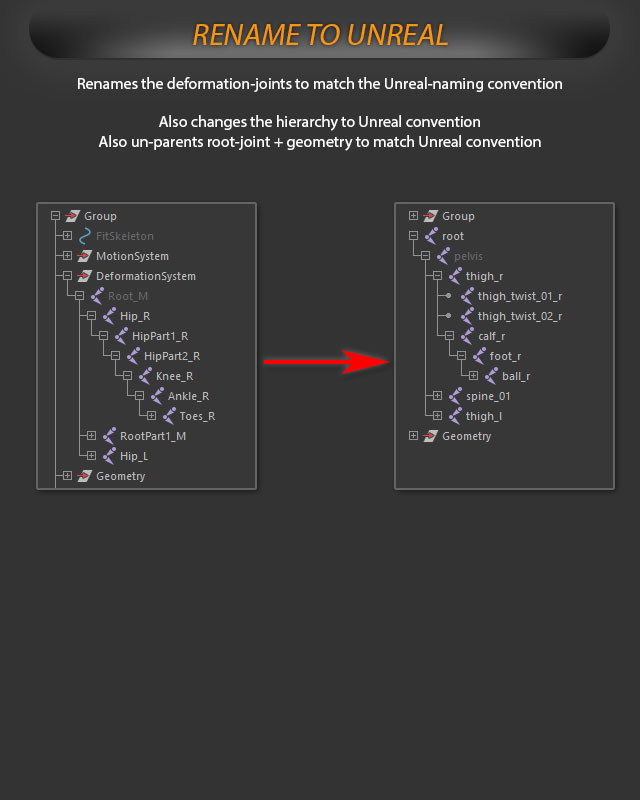 RENAME TO UNREAL
Renames the deformation-joints to match the Unreal-naming convention
Also changes the hierarchy to Unreal convention
Also un-parents root-joint + geometry to match Unreal convention
Group
FitSkeleton
MotionSystem
DeformationSystem
Root_M
Hip_R
HipPart1_R
HipPart2_R
Knee_R
Ankle_R
Toes_R
RootPart1_M
Hip_L
Geometry
Group
root
pelvis
thigh_r
thigh_twist_01_r
thigh_twist_02_r
calf_r
foot_r
ball_r
spine_01
thigh_l
Geometry